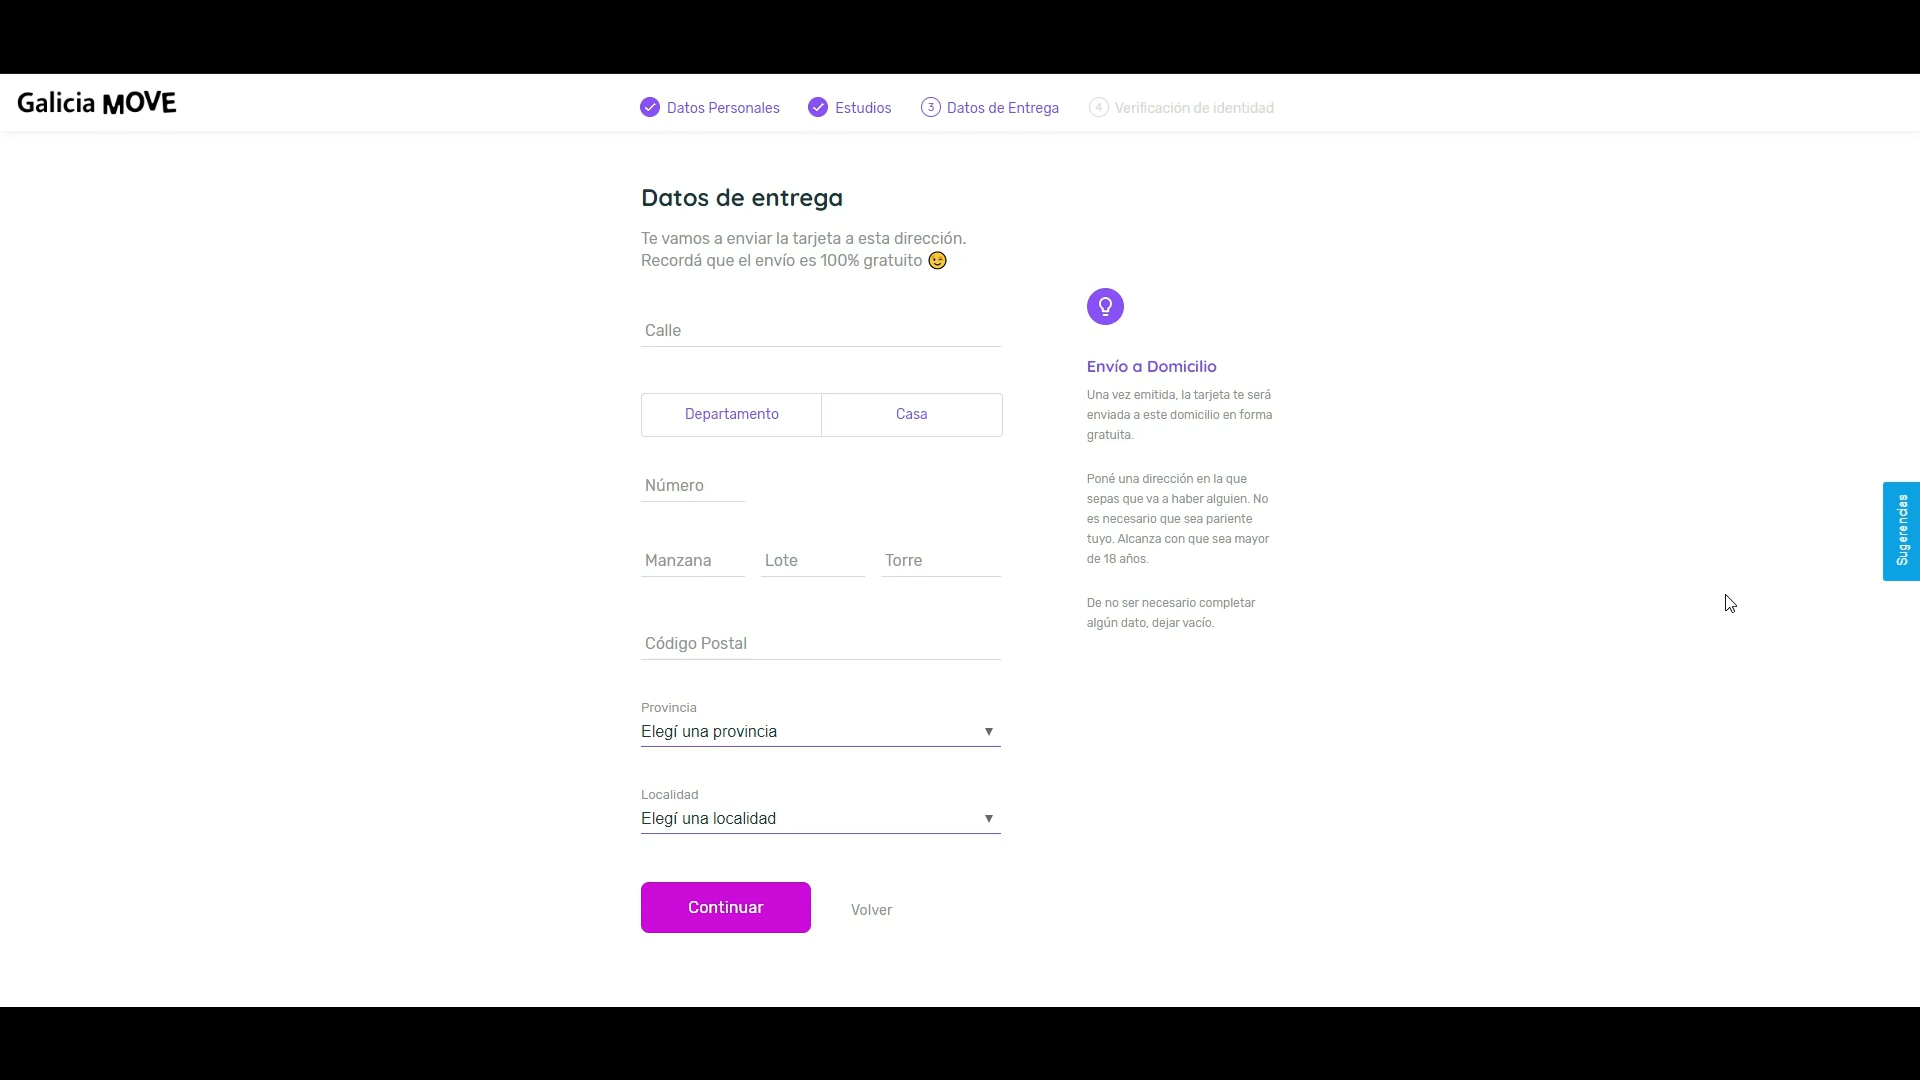 Galicia MOVE
Datos Personales
Estudios
3 Datos de Entrega
4 Verificación de identidad
Datos de entrega
Te vamos a enviar la tarjeta a esta dirección.
Recordá que el envío es 100% gratuito 😉
Calle
Departamento
Casa
Número
Manzana
Lote
Torre
Código Postal
Provincia
Elegí una provincia
Localidad
Elegí una localidad
Continuar
Volver
Envío a Domicilio
Una vez emitida, la tarjeta te será
enviada a este domicilio en forma
gratuita.
Poné una dirección en la que
sepas que va a haber alguien. No
es necesario que sea pariente
tuyo. Alcanza con que sea mayor
de 18 años.
De no ser necesario completar
algún dato, dejar vacío.
Sugerencias